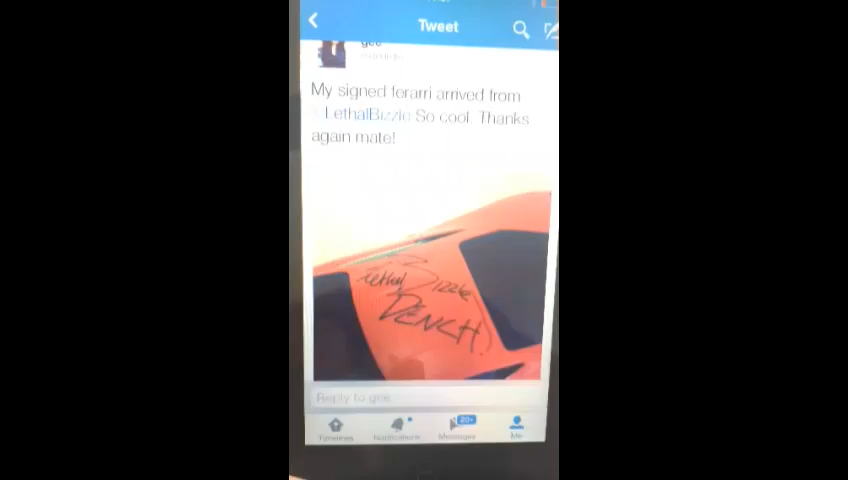 Tweet
gee
My signed ferarri arrived from
LethalBizzle So cool. Thanks
again mate!
Lethal Bizzle
DENCH!
Reply to gee
Timelines Notifications Messages 20+ Me